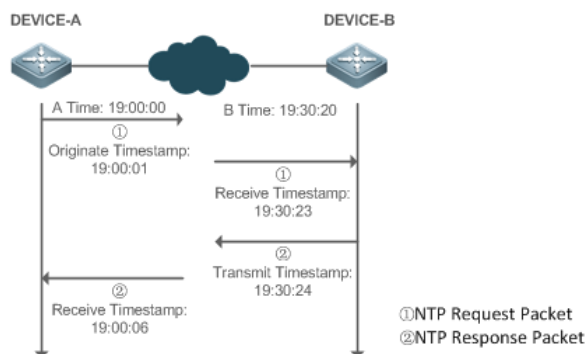 DEVICE-A
DEVICE-B
A Time: 19:00:00
B Time: 19:30:20
①
Originate Timestamp:
19:00:01
①
Receive Timestamp:
19:30:23
②
Transmit Timestamp:
19:30:24
②
Receive Timestamp:
19:00:06
①NTP Request Packet
②NTP Response Packet